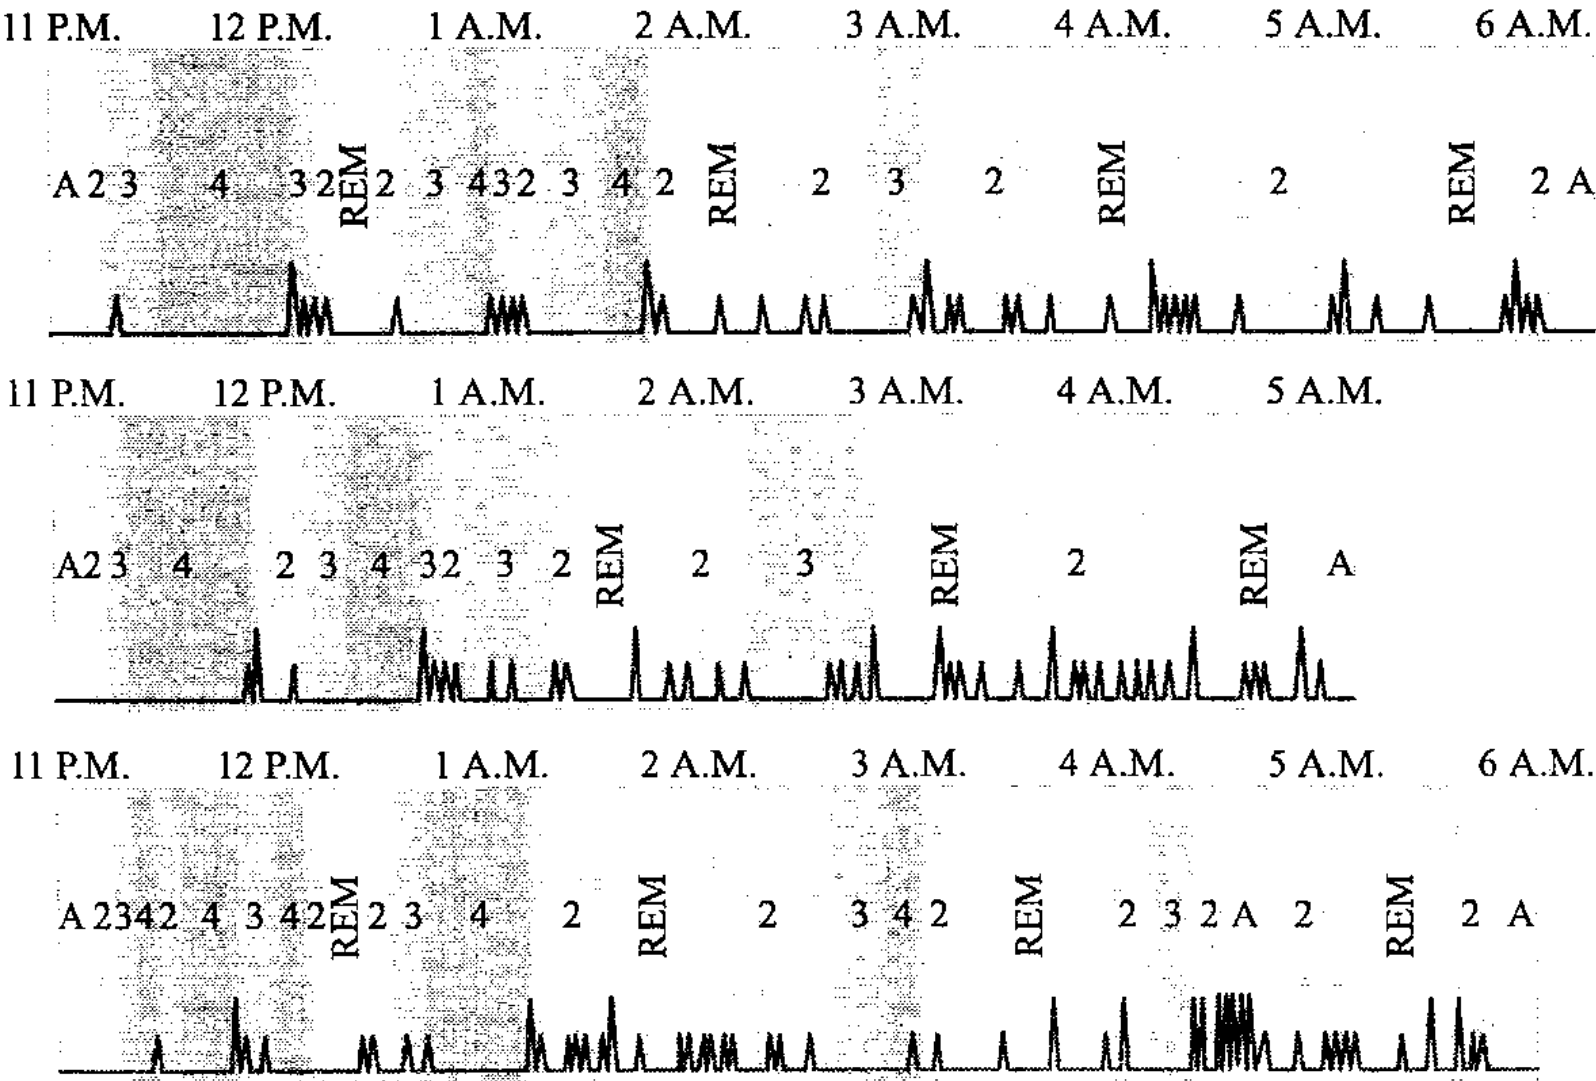 11 P.M. 12 P.M. 1 A.M. 2 A.M. 3 A.M. 4 A.M. 5 A.M. 6 A.M.
A 2 3 4 3 2 REM 2 3 4 3 2 3 4 2 REM 2 3 2 REM 2 REM 2 A
11 P.M. 12 P.M. 1 A.M. 2 A.M. 3 A.M. 4 A.M. 5 A.M.
A 2 3 4 2 3 4 3 2 3 2 REM 2 3 REM 2 REM A
11 P.M. 12 P.M. 1 A.M. 2 A.M. 3 A.M. 4 A.M. 5 A.M. 6 A.M.
A 2 3 4 2 4 3 4 2 REM 2 3 4 2 REM 2 3 4 2 REM 2 3 2 A 2 REM 2 A